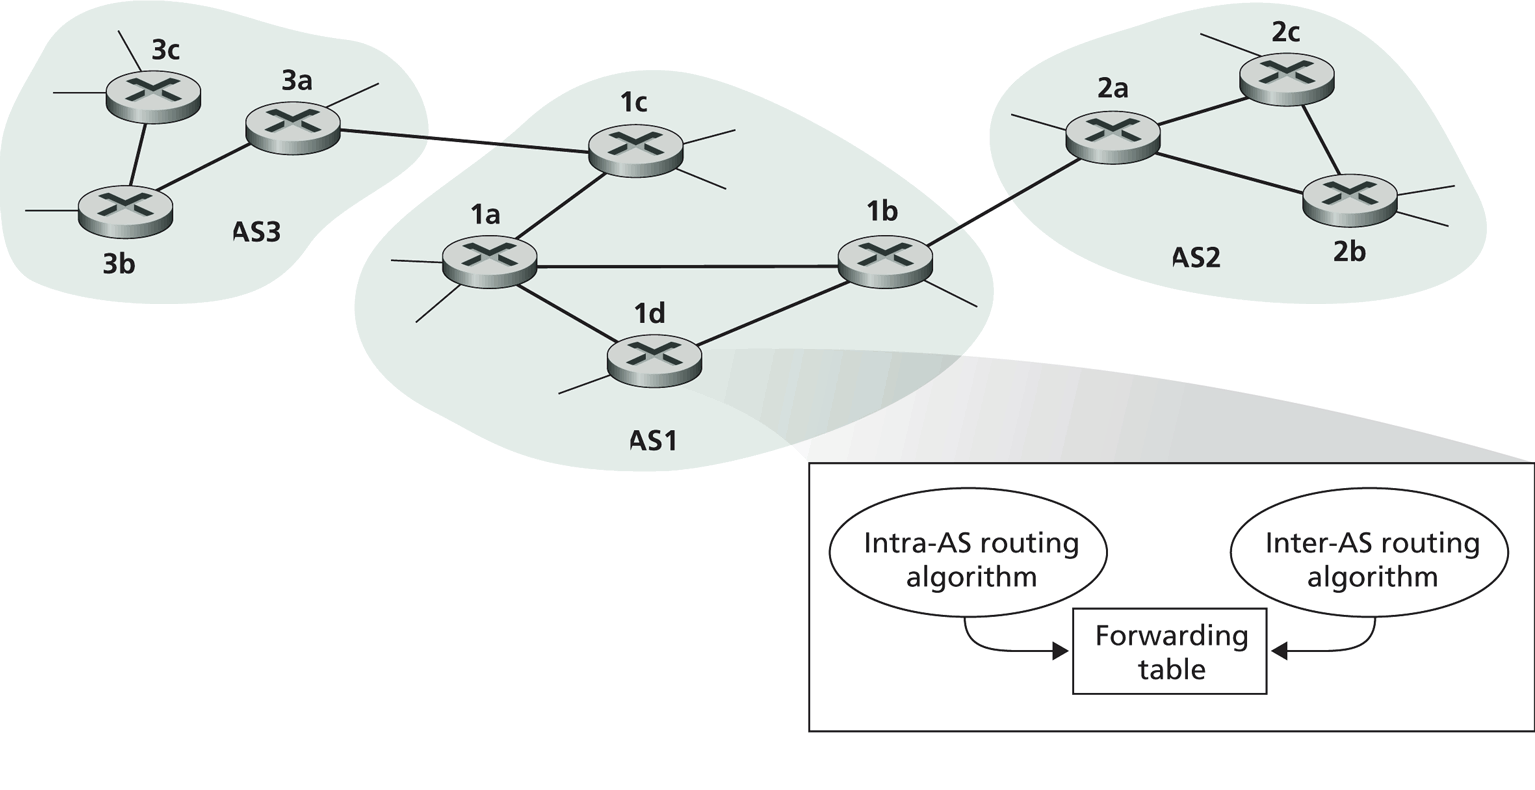 3c
3a
3b
AS3
1c
1a
1b
1d
AS1
2c
2a
2b
AS2
Intra-AS routing
algorithm
Inter-AS routing
algorithm
Forwarding
table